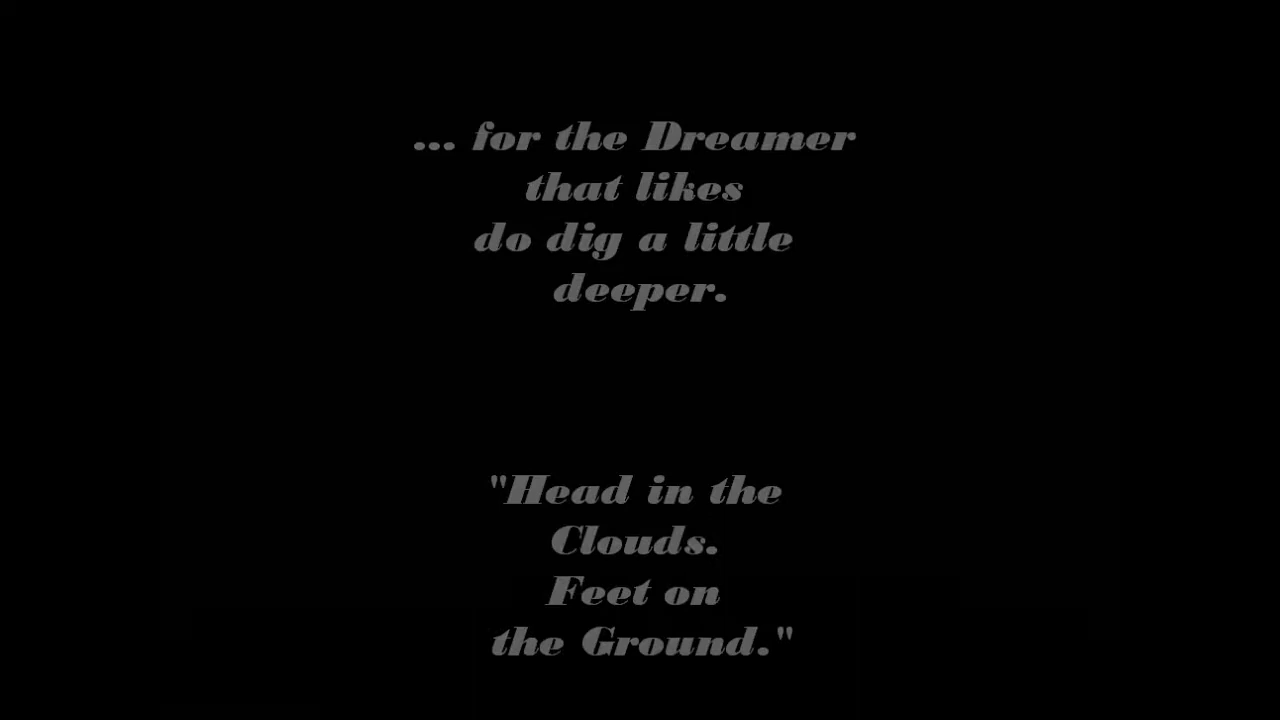 ... for the Dreamer
that likes
do dig a little
deeper.
"Head in the
Clouds.
Feet on
the Ground."